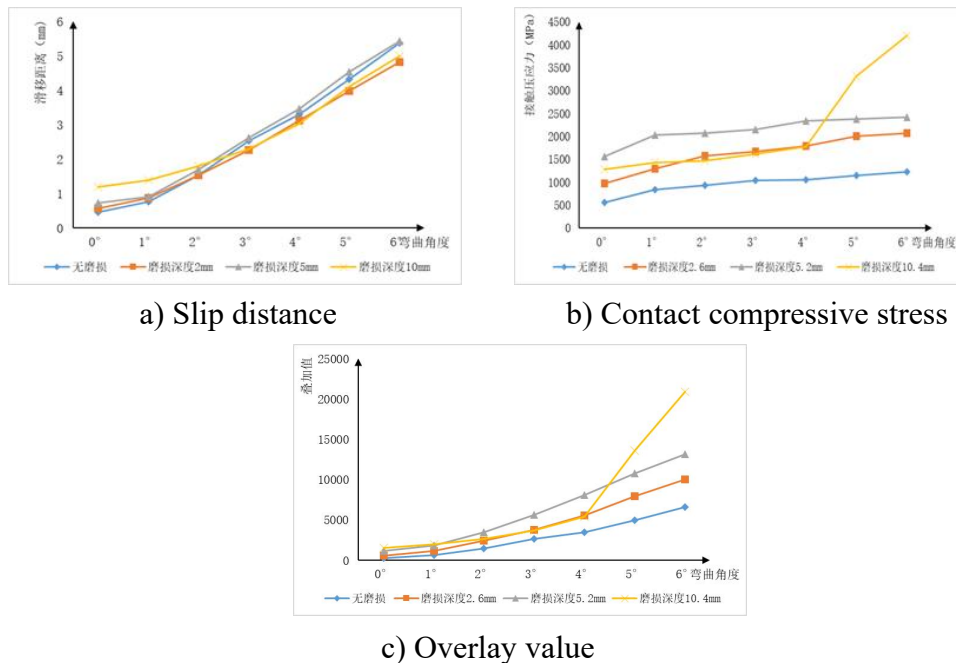 滑移距离(mm)
6
5
4
3
2
1
0
0° 1° 2° 3° 4° 5° 6°弯曲角度
无磨损 磨损深度2mm 磨损深度5mm 磨损深度10mm
a) Slip distance
接触压应力(MPa)
4500
4000
3500
3000
2500
2000
1500
1000
500
0
0° 1° 2° 3° 4° 5° 6° 弯曲角度
无磨损 磨损深度2.6mm 磨损深度5.2mm 磨损深度10.4mm
b) Contact compressive stress
叠加值
25000
20000
15000
10000
5000
0
0° 1° 2° 3° 4° 5° 6° 弯曲角度
无磨损 磨损深度2.6mm 磨损深度5.2mm 磨损深度10.4mm
c) Overlay value